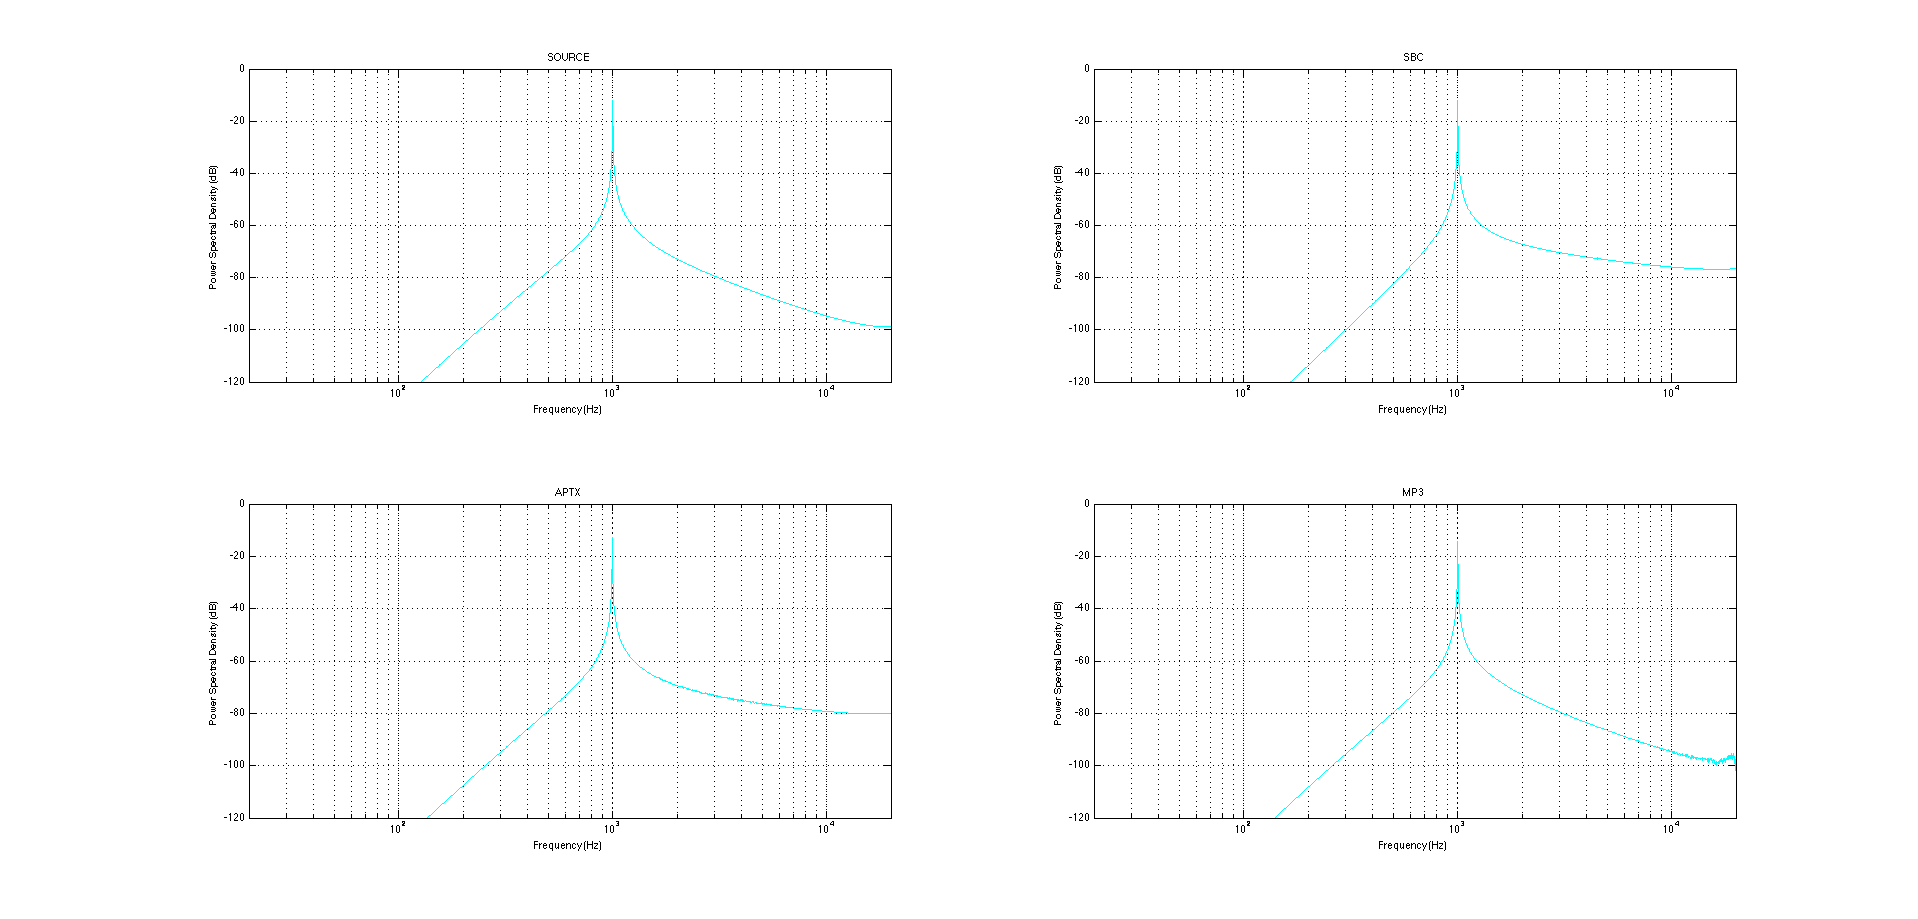 SOURCE
0
-20
-40
-60
-80
-100
-120
Power Spectral Density (dB)
10² 10³ 10⁴
Frequency (Hz)
SBC
0
-20
-40
-60
-80
-100
-120
Power Spectral Density (dB)
10² 10³ 10⁴
Frequency (Hz)
APTX
0
-20
-40
-60
-80
-100
-120
Power Spectral Density (dB)
10² 10³ 10⁴
Frequency (Hz)
MP3
0
-20
-40
-60
-80
-100
-120
Power Spectral Density (dB)
10² 10³ 10⁴
Frequency (Hz)